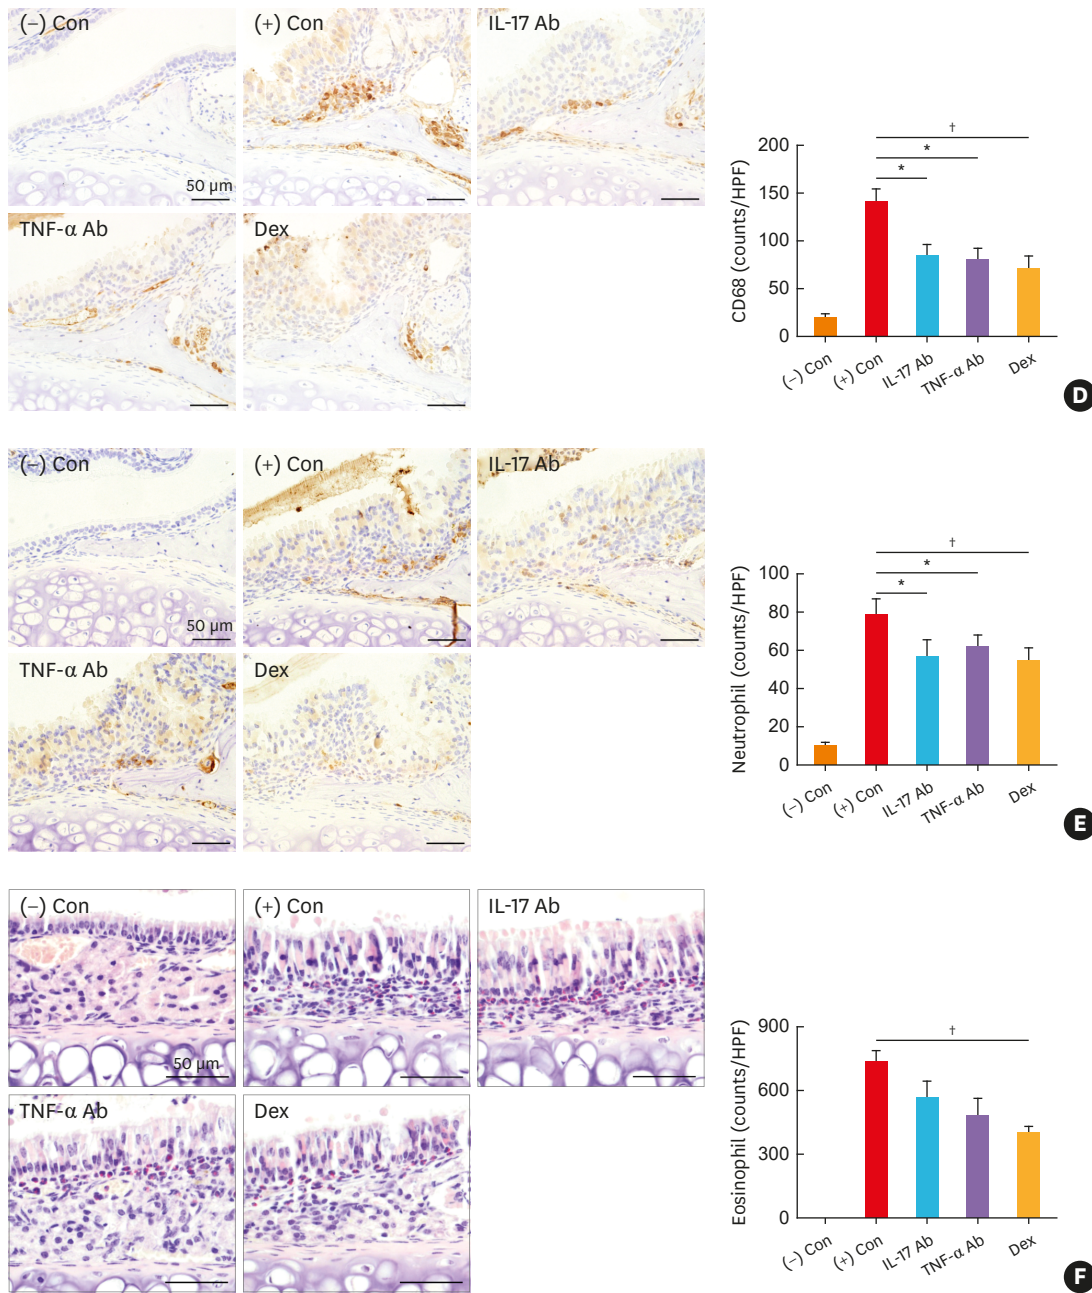 (−) Con
(+) Con
IL-17 Ab
50 µm
TNF-α Ab
Dex
CD68 (counts/HPF)
200
150
100
50
0
†
*
*
(−) Con
(+) Con
IL-17 Ab
TNF-α Ab
Dex
D
(−) Con
(+) Con
IL-17 Ab
50 µm
TNF-α Ab
Dex
Neutrophil (counts/HPF)
100
80
60
40
20
0
†
*
*
(−) Con
(+) Con
IL-17 Ab
TNF-α Ab
Dex
E
(−) Con
(+) Con
IL-17 Ab
50 µm
TNF-α Ab
Dex
Eosinophil (counts/HPF)
900
600
300
0
†
(−) Con
(+) Con
IL-17 Ab
TNF-α Ab
Dex
F